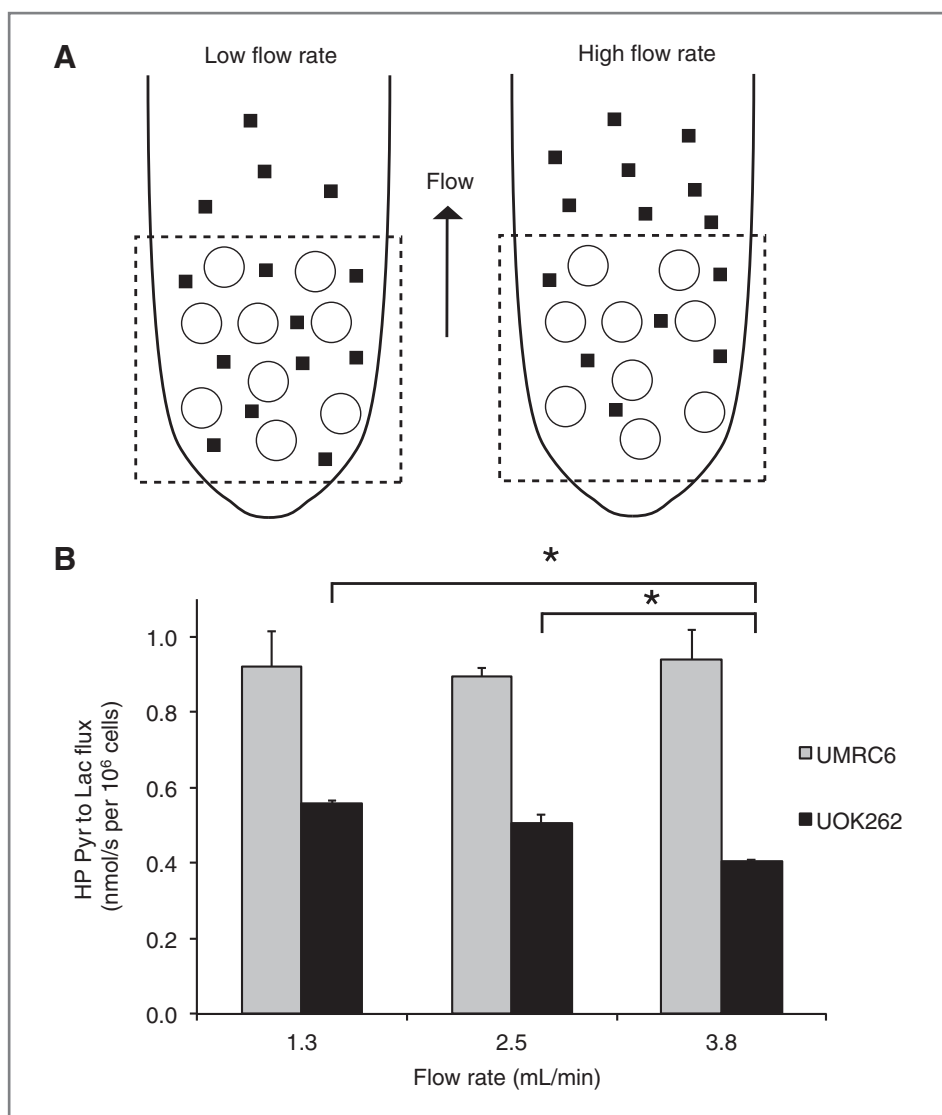 A
Low flow rate
High flow rate
Flow
B
*
*
HP Pyr to Lac flux
(nmol/s per 10⁶ cells)
1.0
0.8
0.6
0.4
0.2
0.0
1.3
2.5
3.8
Flow rate (mL/min)
UMRC6
UOK262